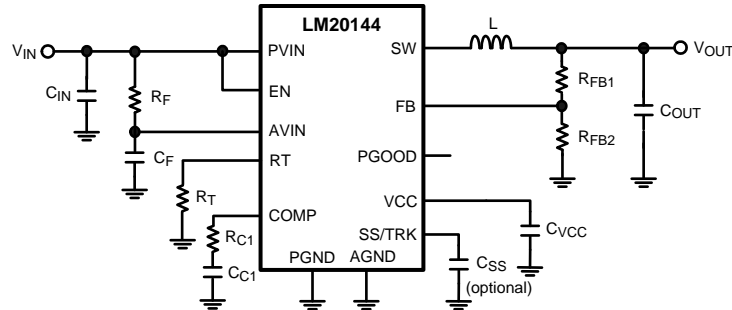 LM20144
VIN
PVIN
SW
L
VOUT
CIN
RF
EN
RFB1
FB
COUT
AVIN
RFB2
CF
RT
PGOOD
RT
VCC
COMP
CVCC
RC1
SS/TRK
CC1
PGND
AGND
CSS
(optional)